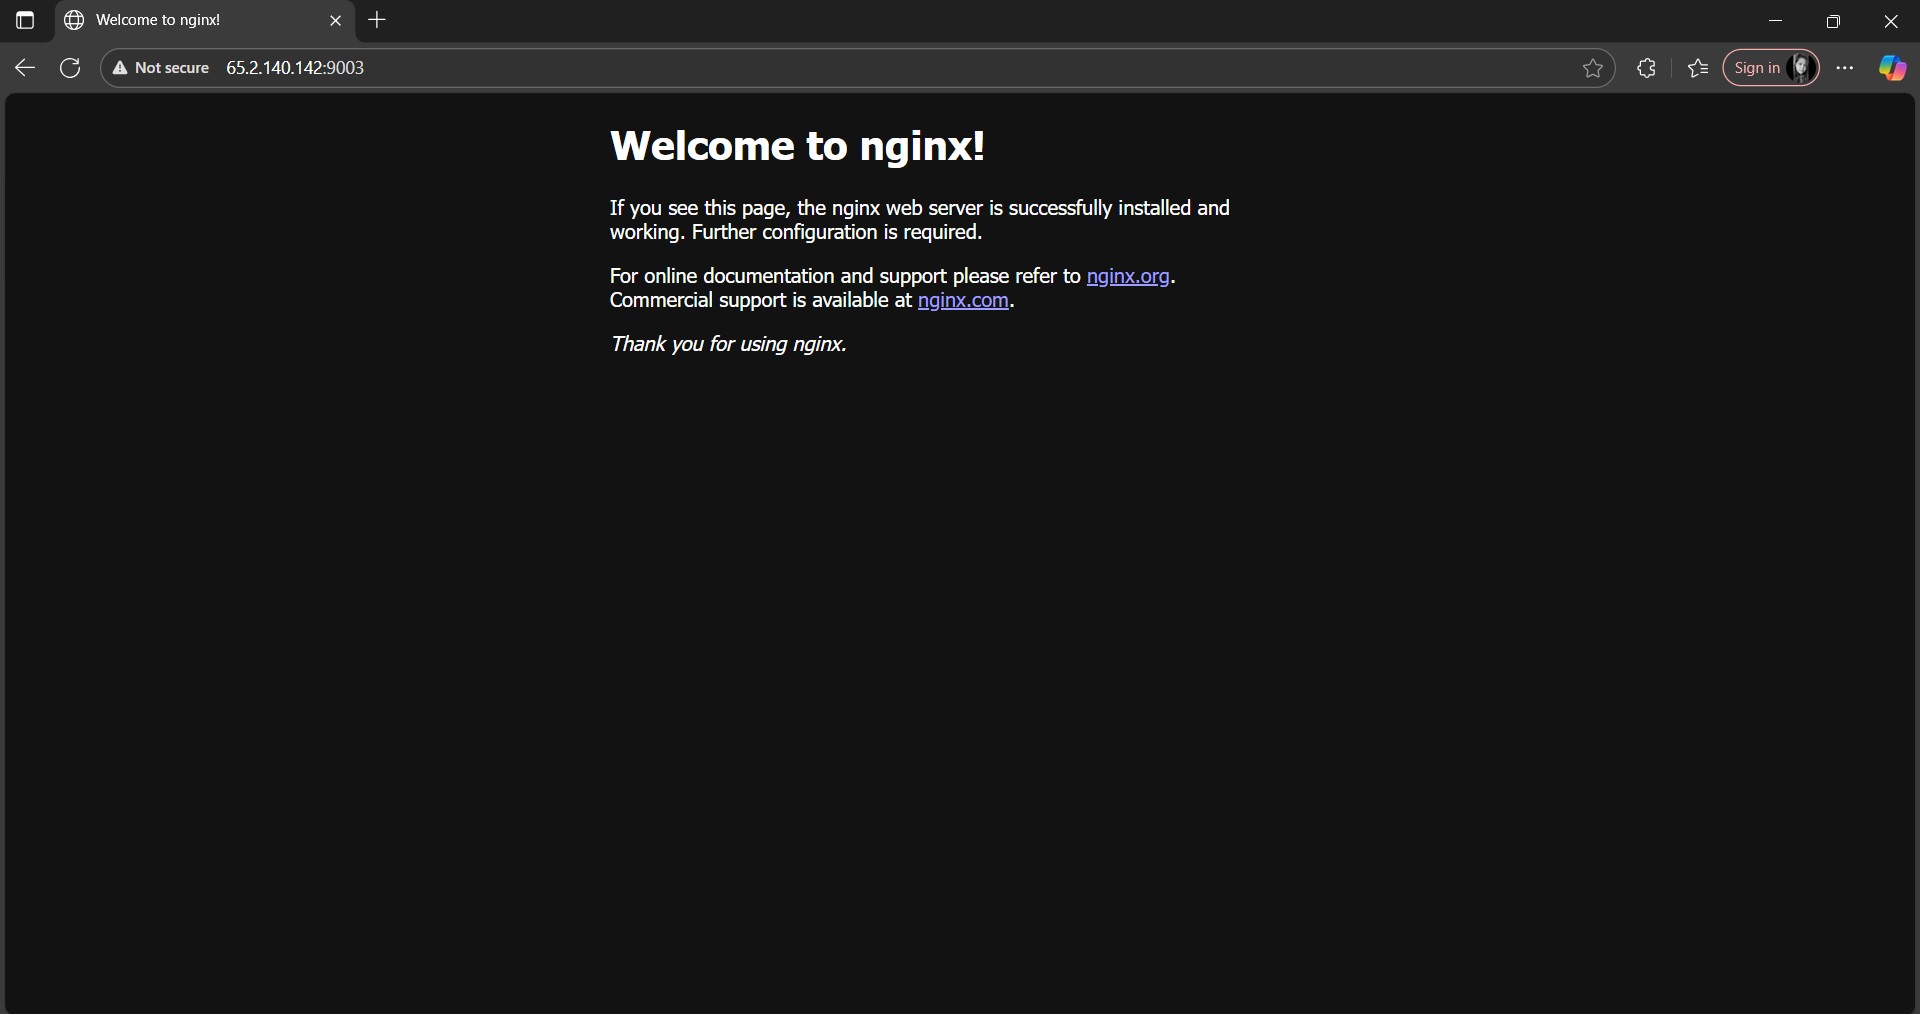 Welcome to nginx!
Not secure 65.2.140.142:9003
Sign in
Welcome to nginx!
If you see this page, the nginx web server is successfully installed and
working. Further configuration is required.
For online documentation and support please refer to nginx.org.
Commercial support is available at nginx.com.
Thank you for using nginx.